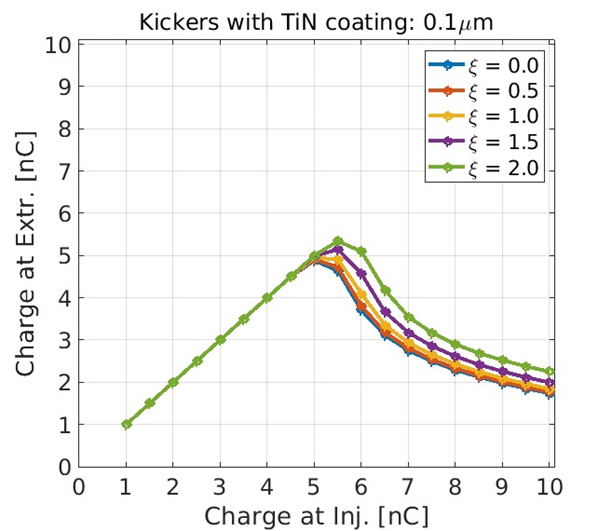 Kickers with TiN coating: 0.1μm
Charge at Extr. [nC]
10
9
8
7
6
5
4
3
2
1
0
ξ = 0.0
ξ = 0.5
ξ = 1.0
ξ = 1.5
ξ = 2.0
0 1 2 3 4 5 6 7 8 9 10
Charge at Inj. [nC]